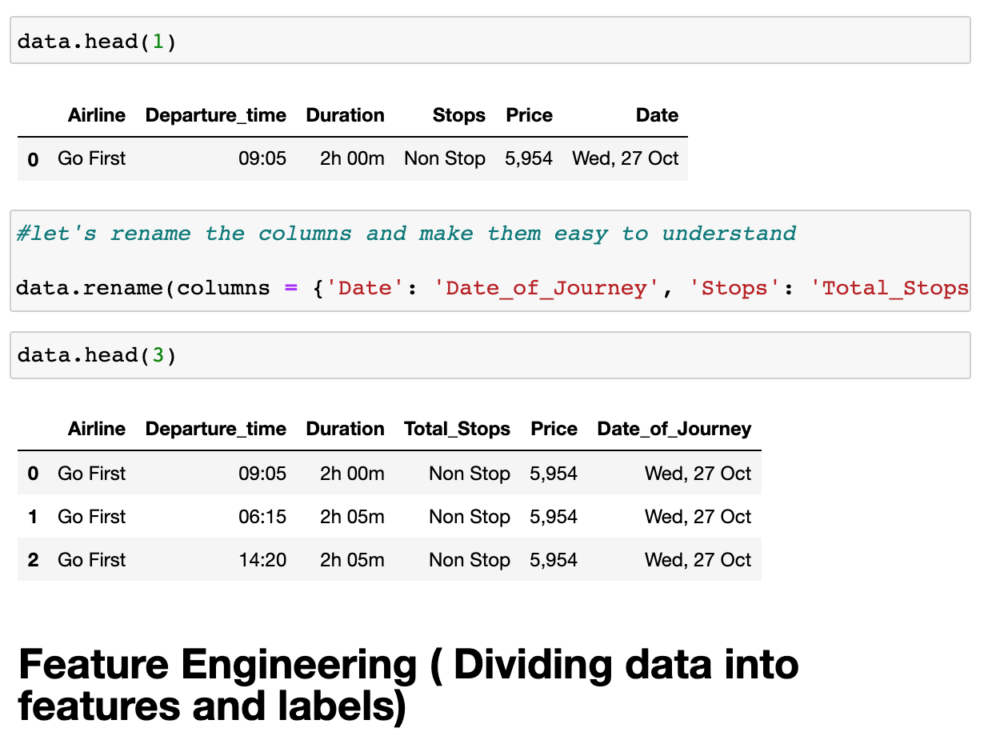 data.head(1)
Airline Departure_time Duration Stops Price Date
0 Go First 09:05 2h 00m Non Stop 5,954 Wed, 27 Oct
#let's rename the columns and make them easy to understand
data.rename(columns = {'Date': 'Date_of_Journey', 'Stops': 'Total_Stops
data.head(3)
Airline Departure_time Duration Total_Stops Price Date_of_Journey
0 Go First 09:05 2h 00m Non Stop 5,954 Wed, 27 Oct
1 Go First 06:15 2h 05m Non Stop 5,954 Wed, 27 Oct
2 Go First 14:20 2h 05m Non Stop 5,954 Wed, 27 Oct
Feature Engineering ( Dividing data into
features and labels)